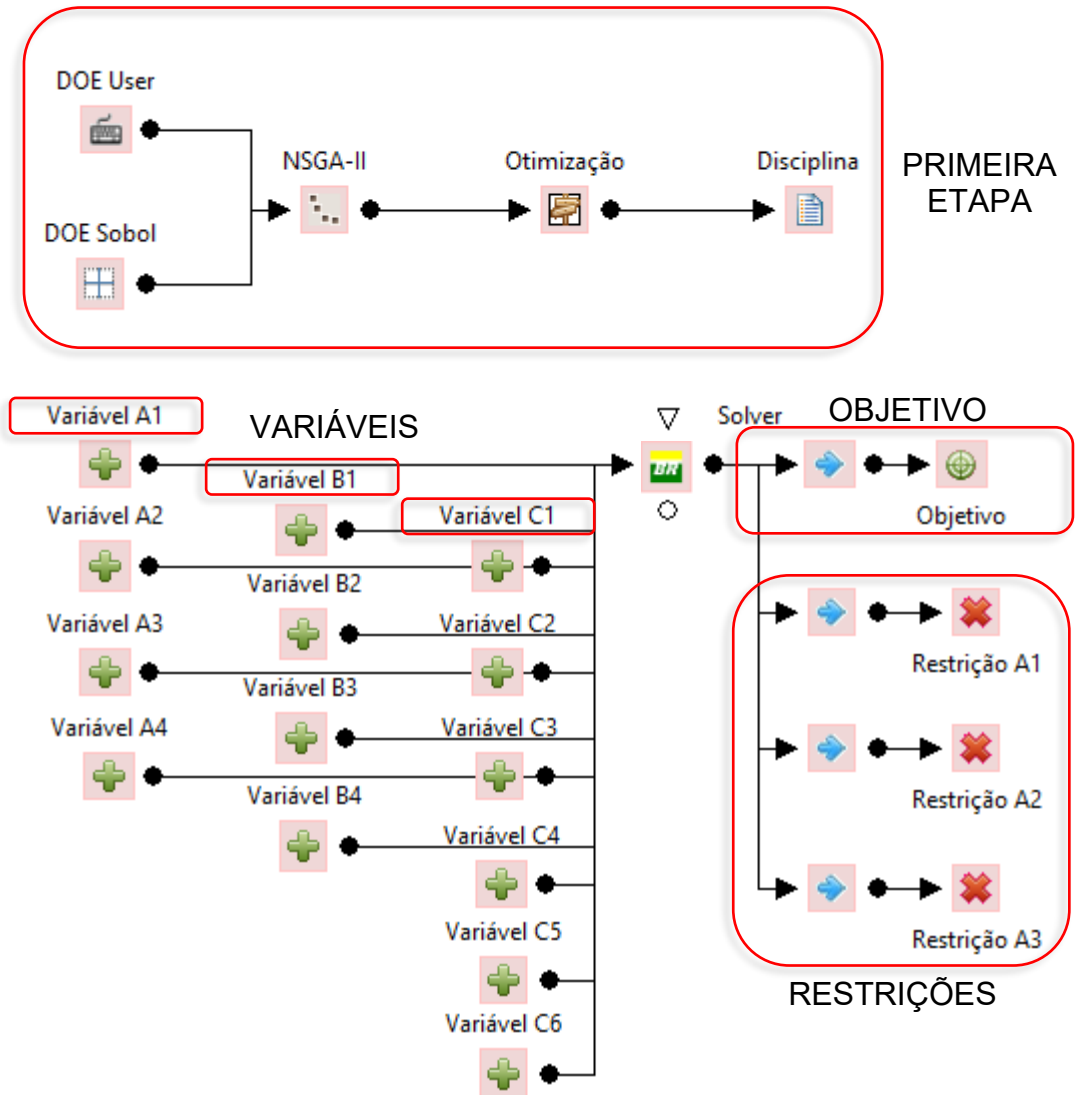 DOE User
NSGA-II
Otimização
Disciplina
PRIMEIRA
ETAPA
DOE Sobol
Variável A1
VARIÁVEIS
Solver
OBJETIVO
BR
Variável B1
Variável A2
Variável C1
Objetivo
Variável B2
Variável A3
Variável C2
Restrição A1
Variável B3
Variável A4
Variável C3
Variável B4
Restrição A2
Variável C4
Variável C5
Restrição A3
RESTRIÇÕES
Variável C6